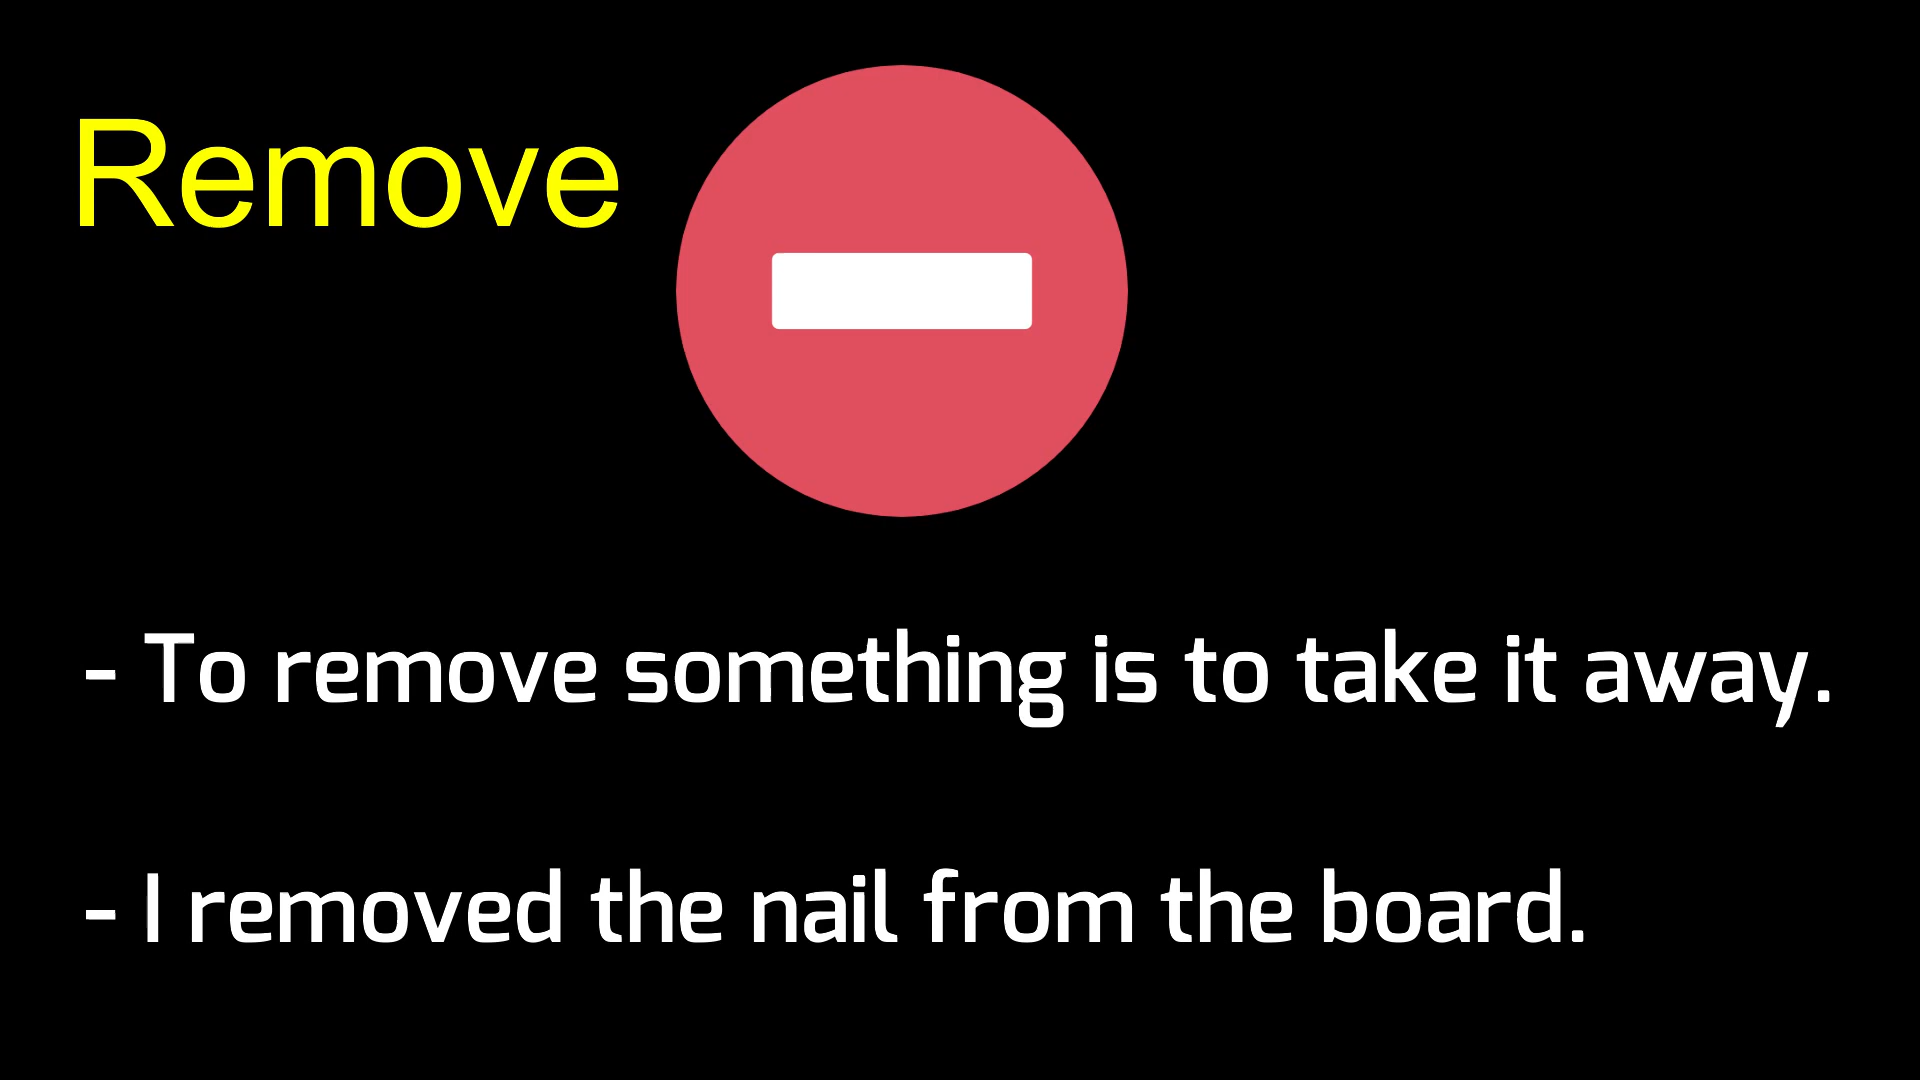 Remove
- To remove something is to take it away.
- I removed the nail from the board.